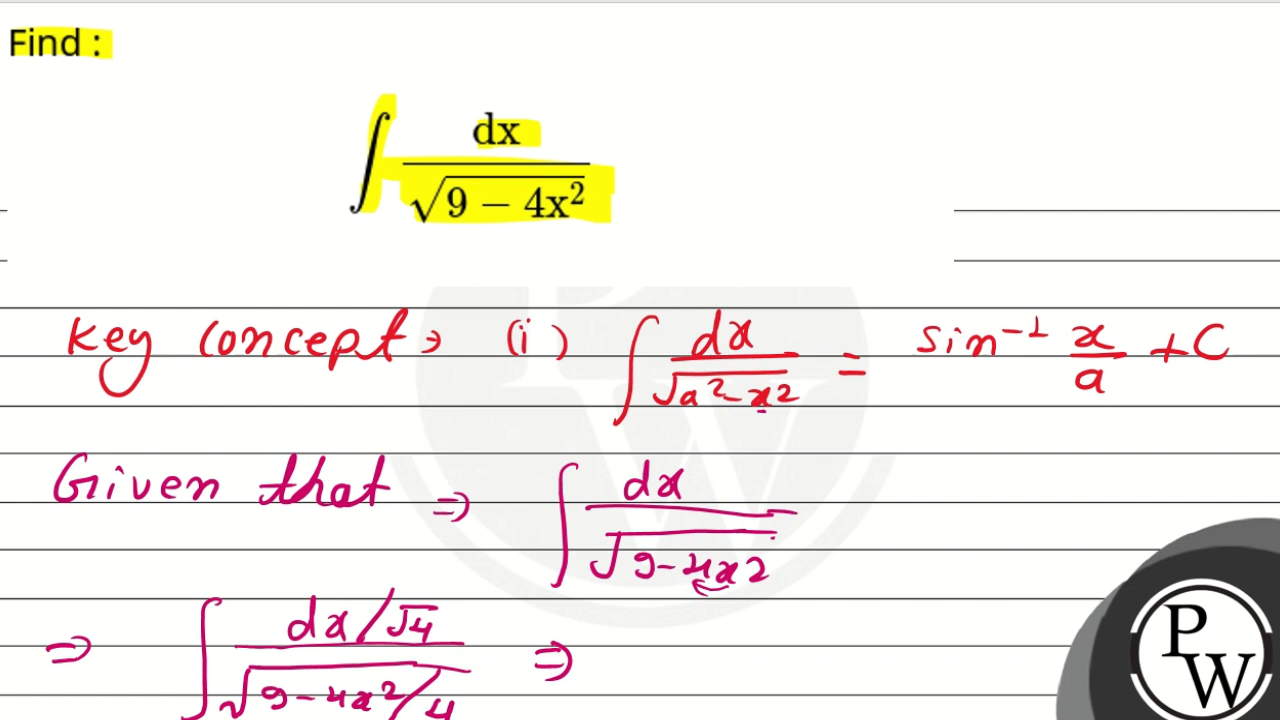 Find :
∫ dx / √(9 − 4x²)
Key concept → (i) ∫ dx / √(a² − x²) = sin⁻¹ x/a + C
Given that ⇒ ∫ dx / √(9 − 4x²)
⇒ ∫ (dx/√4) / √((9 − 4x²)/4) ⇒
PW